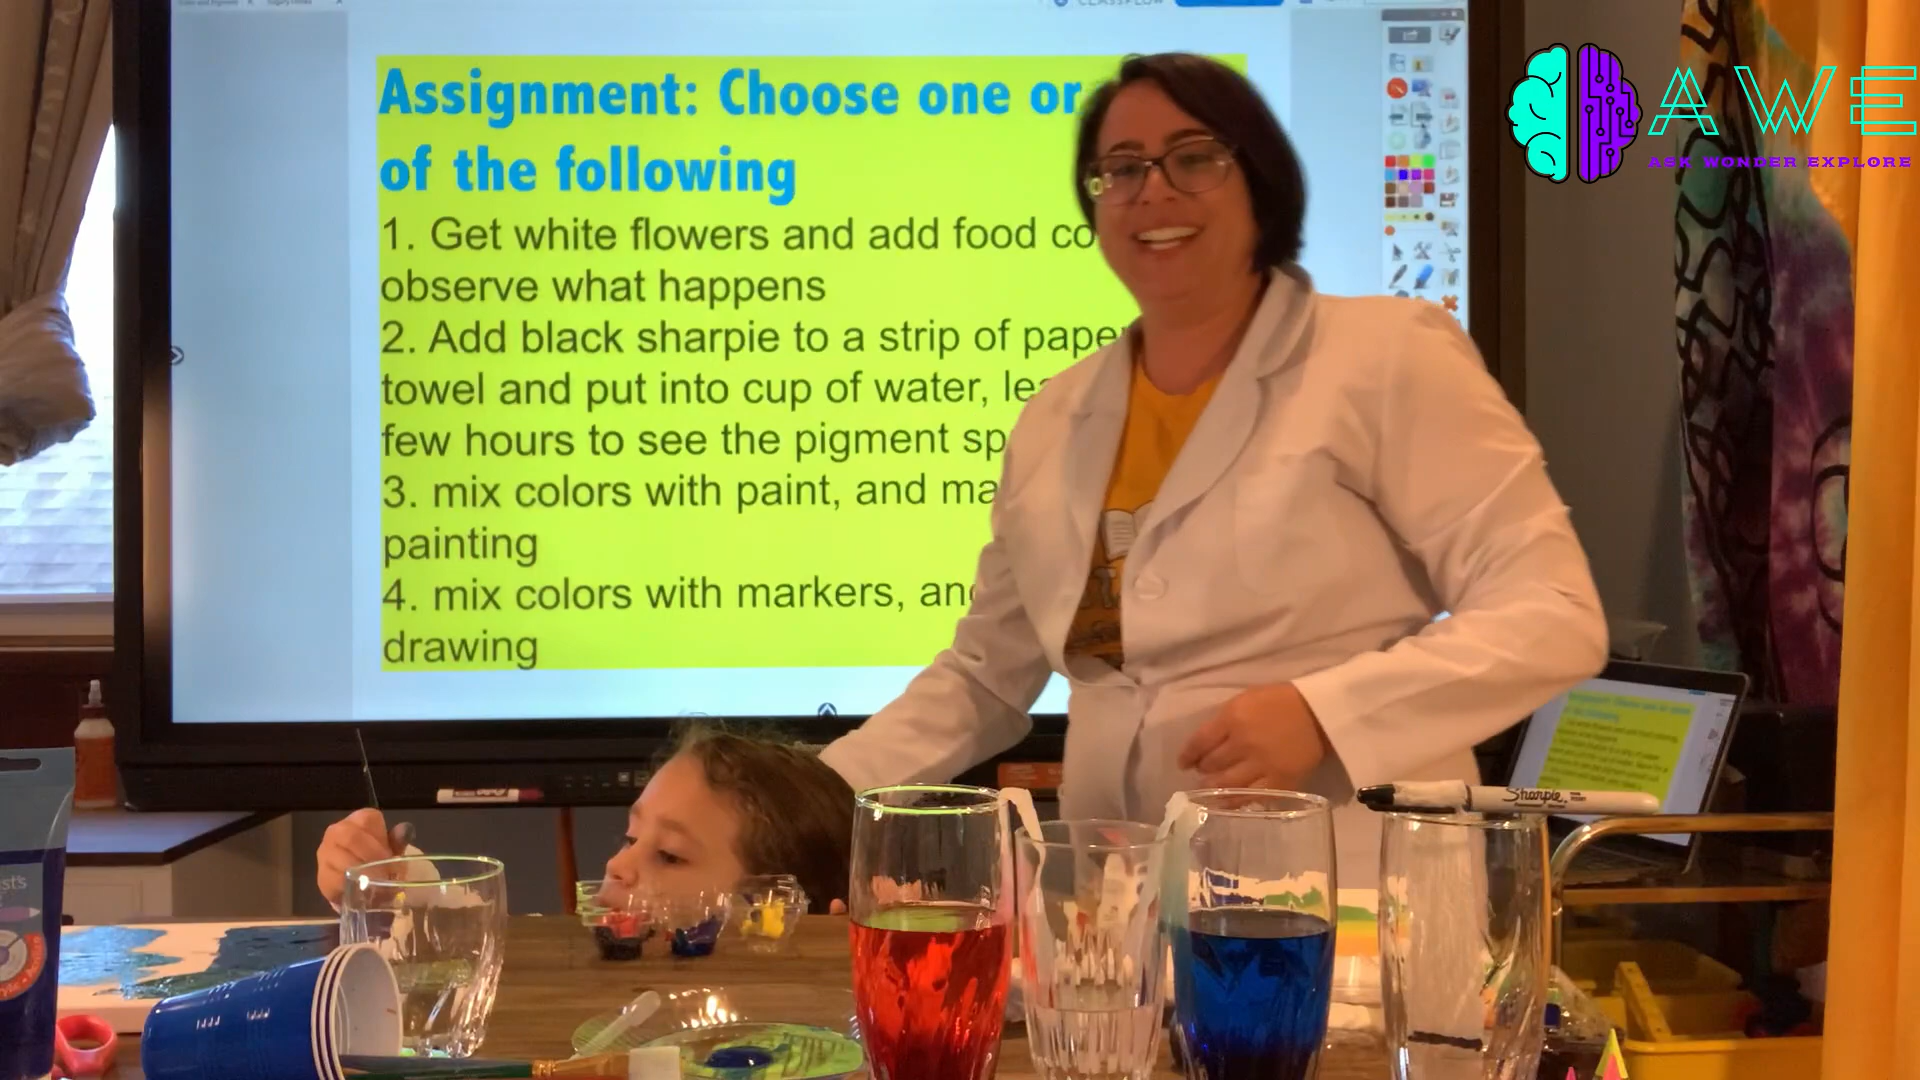 CLASSFLOW
Assignment: Choose one or
of the following
1. Get white flowers and add food co
observe what happens
2. Add black sharpie to a strip of pape
towel and put into cup of water, lea
few hours to see the pigment sp
3. mix colors with paint, and ma
painting
4. mix colors with markers, and
drawing
AWE
ASK WONDER EXPLORE
Sharpie